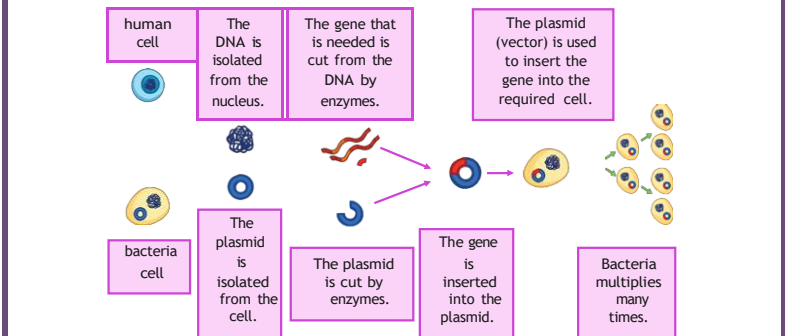 human
cell
The
DNA is
isolated
from the
nucleus.
The gene that
is needed is
cut from the
DNA by
enzymes.
The plasmid
(vector) is used
to insert the
gene into the
required cell.
bacteria
cell
The
plasmid
is
isolated
from the
cell.
The plasmid
is cut by
enzymes.
The gene
is
inserted
into the
plasmid.
Bacteria
multiplies
many
times.